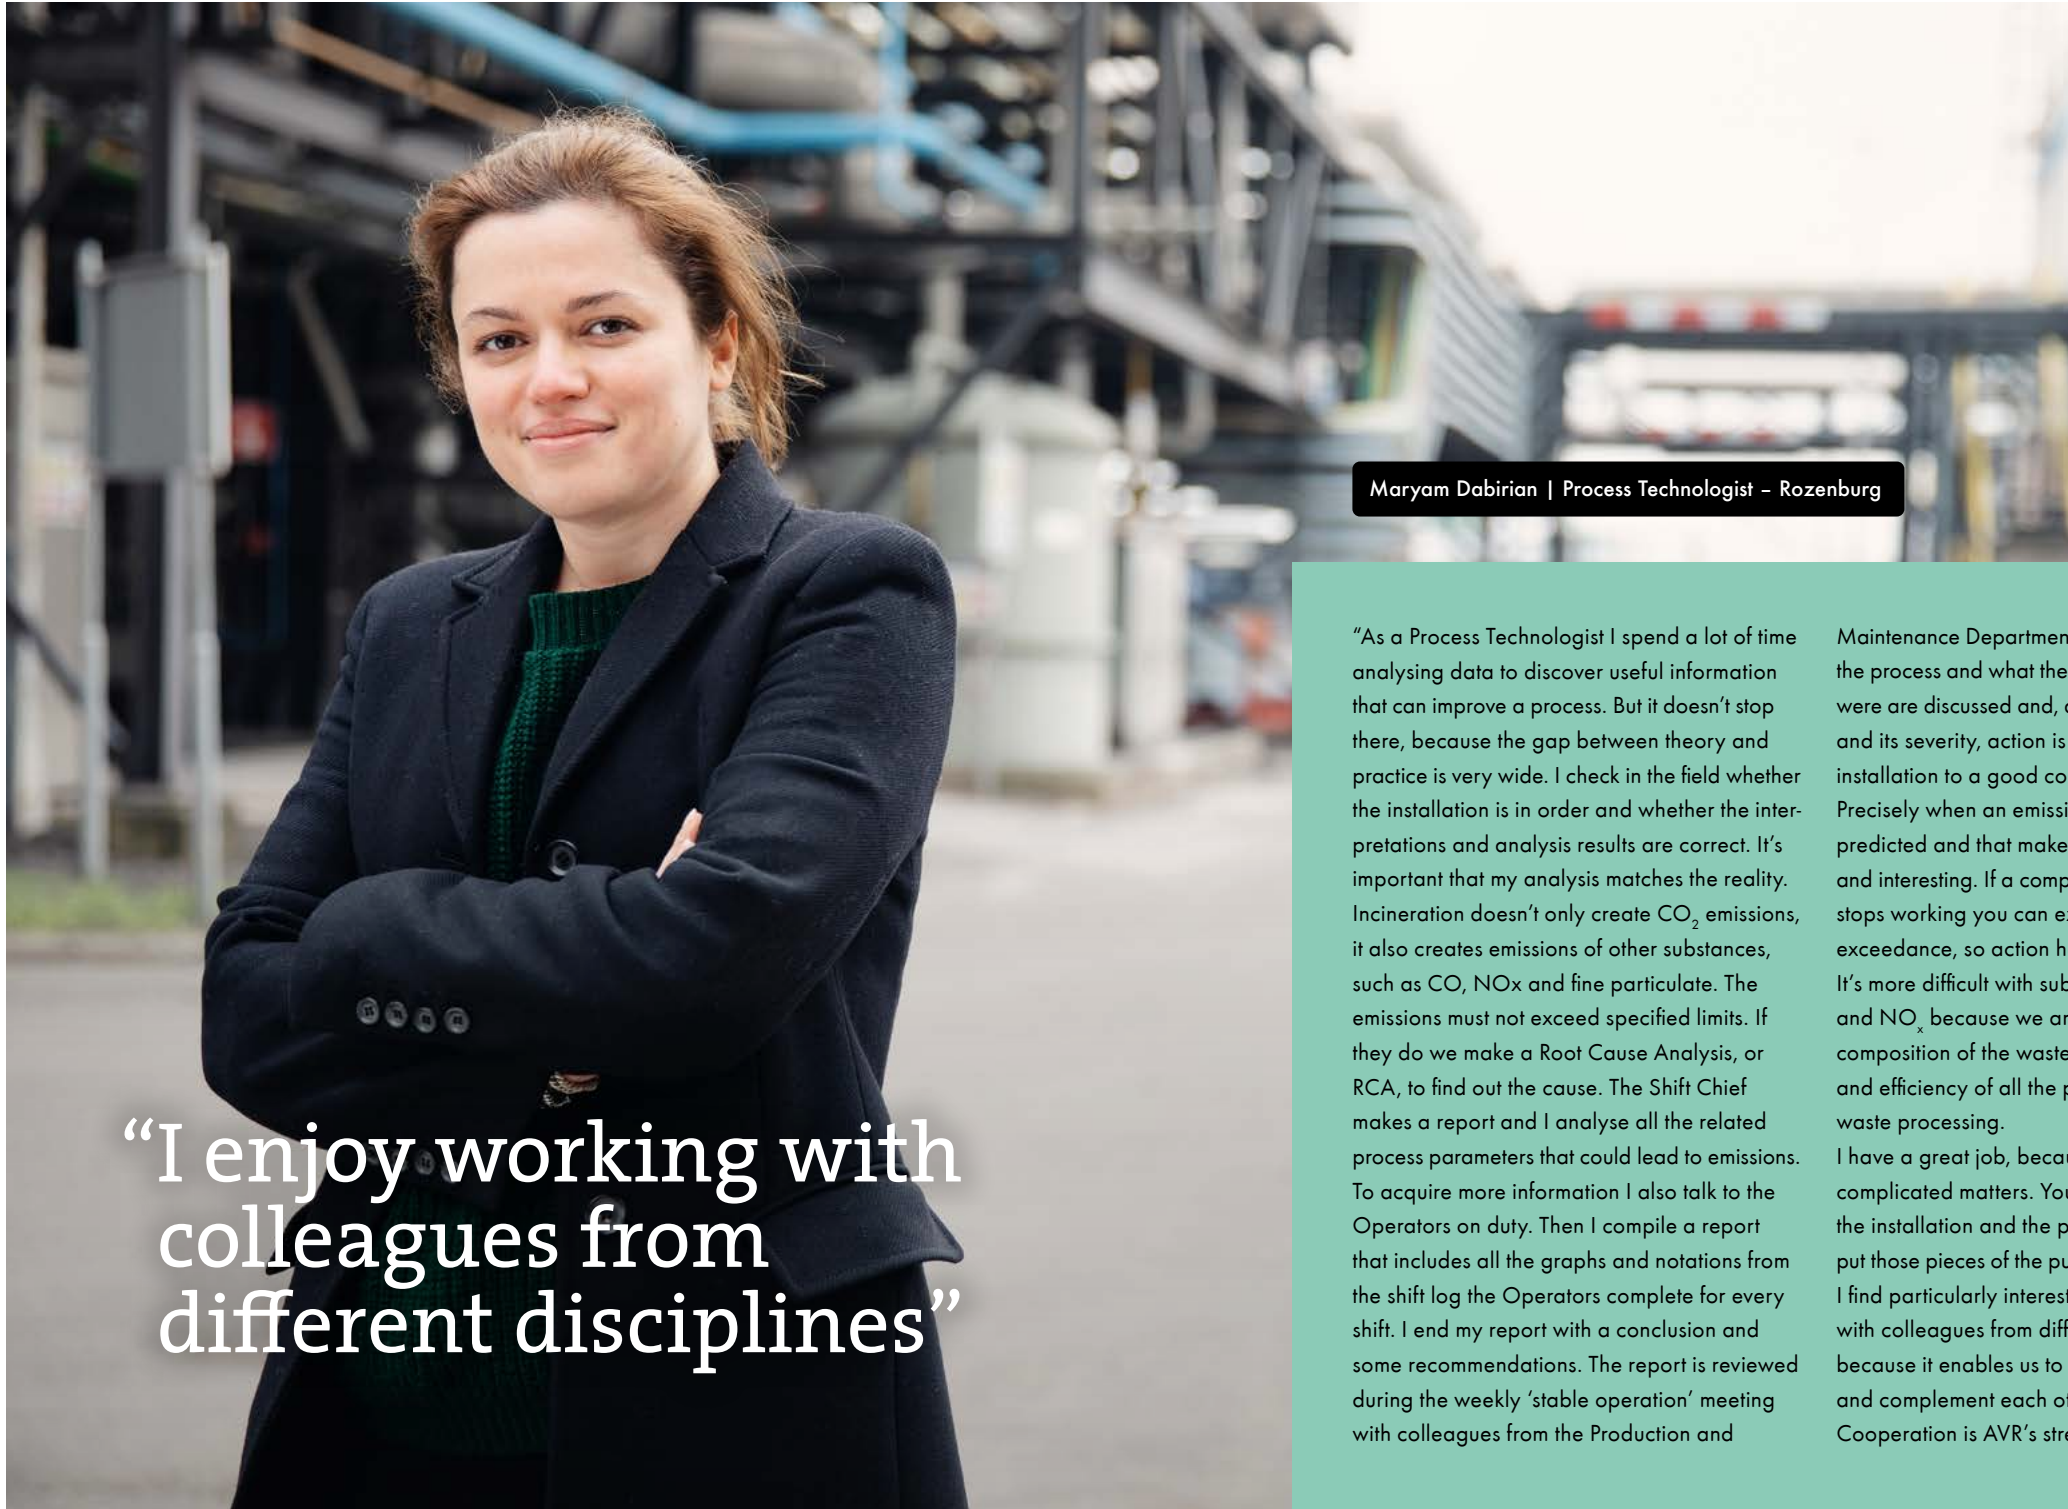 Maryam Dabirian | Process Technologist – Rozenburg
“As a Process Technologist I spend a lot of time
analysing data to discover useful information
that can improve a process. But it doesn’t stop
there, because the gap between theory and
practice is very wide. I check in the field whether
the installation is in order and whether the inter-
pretations and analysis results are correct. It’s
important that my analysis matches the reality.
Incineration doesn’t only create CO₂ emissions,
it also creates emissions of other substances,
such as CO, NOx and fine particulate. The
emissions must not exceed specified limits. If
they do we make a Root Cause Analysis, or
RCA, to find out the cause. The Shift Chief
makes a report and I analyse all the related
process parameters that could lead to emissions.
To acquire more information I also talk to the
Operators on duty. Then I compile a report
that includes all the graphs and notations from
the shift log the Operators complete for every
shift. I end my report with a conclusion and
some recommendations. The report is reviewed
during the weekly ‘stable operation’ meeting
with colleagues from the Production and
Maintenance
the process and what
were are discussed and,
and its severity, action is
installation to a good
Precisely when an
predicted and that
and interesting. If a
stops working you can
exceedance, so action
It’s more difficult with
and NOₓ because we
composition of the
and efficiency of all the
waste processing.
I have a great job,
complicated matters.
the installation and the
put those pieces of the
I find particularly
with colleagues from
because it enables us to
and complement each
Cooperation is AVR’s
“I enjoy working with
colleagues from
different disciplines”